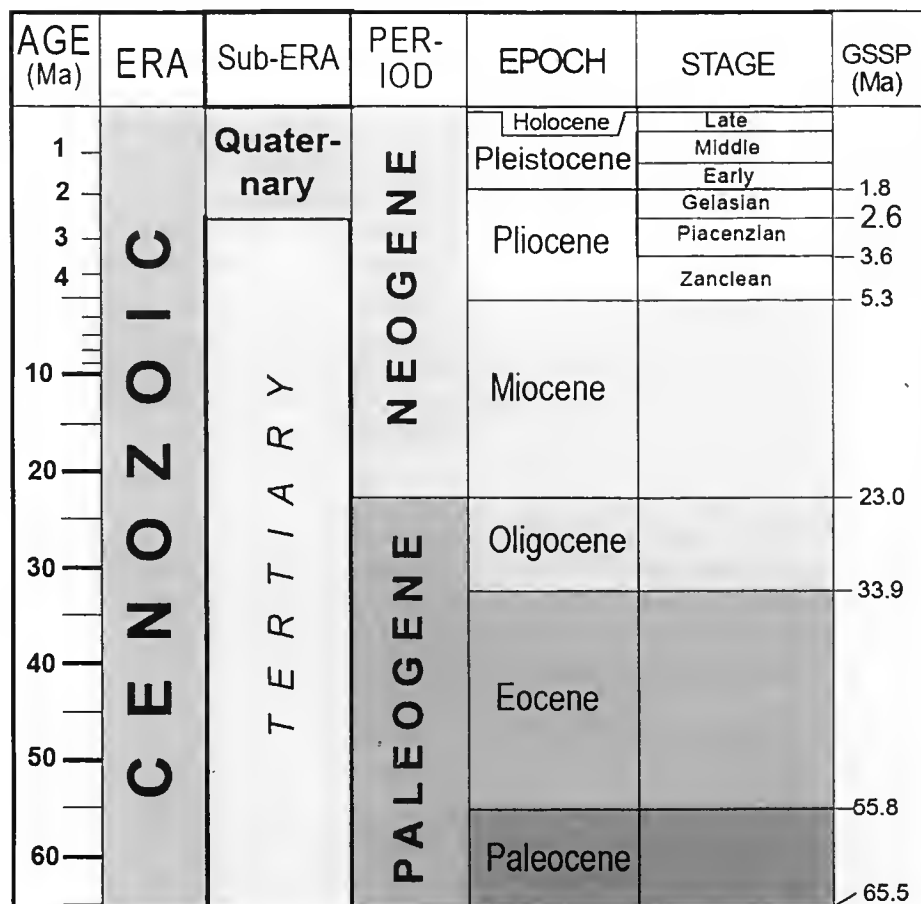 AGE
(Ma)
ERA
Sub-ERA
PER-
IOD
EPOCH
STAGE
GSSP
(Ma)
1
2
3
4
10
20
30
40
50
60
CENOZOIC
Quater-
nary
TERTIARY
NEOGENE
PALEOGENE
Holocene
Pleistocene
Pliocene
Miocene
Oligocene
Eocene
Paleocene
Late
Middle
Early
Gelasian
Piacenzian
Zanclean
1.8
2.6
3.6
5.3
23.0
33.9
55.8
65.5